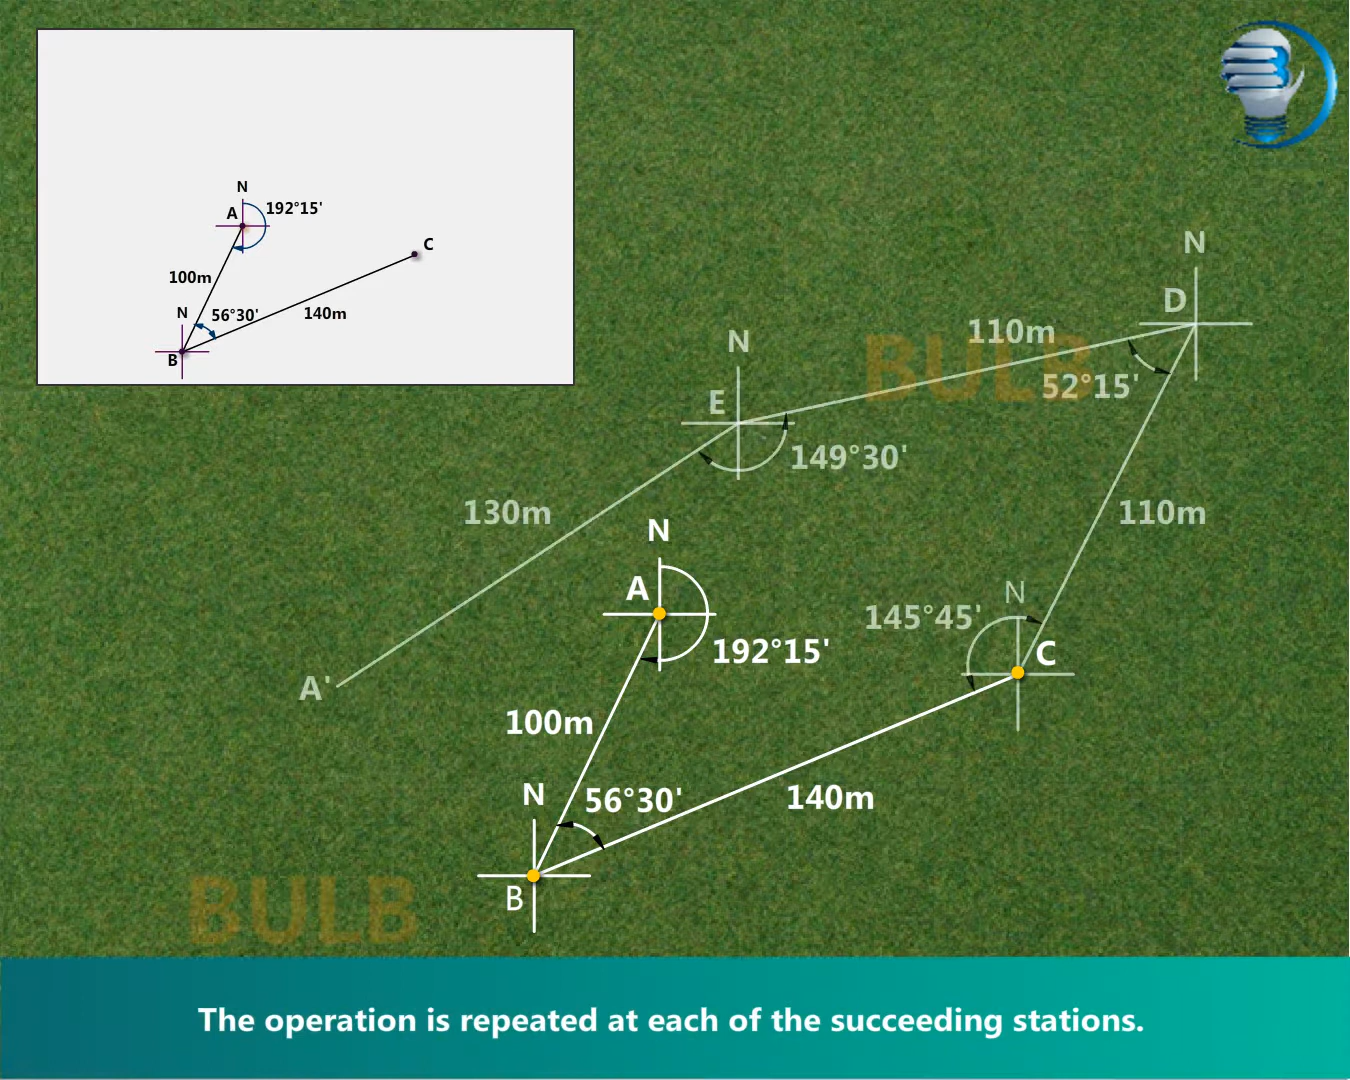 N
A
192°15'
C
100m
N
56°30'
140m
B
N
D
110m
BULB
N
52°15'
E
149°30'
130m
110m
N
N
A
145°45'
C
192°15'
A'
100m
N
56°30'
140m
B
BULB
The operation is repeated at each of the succeeding stations.